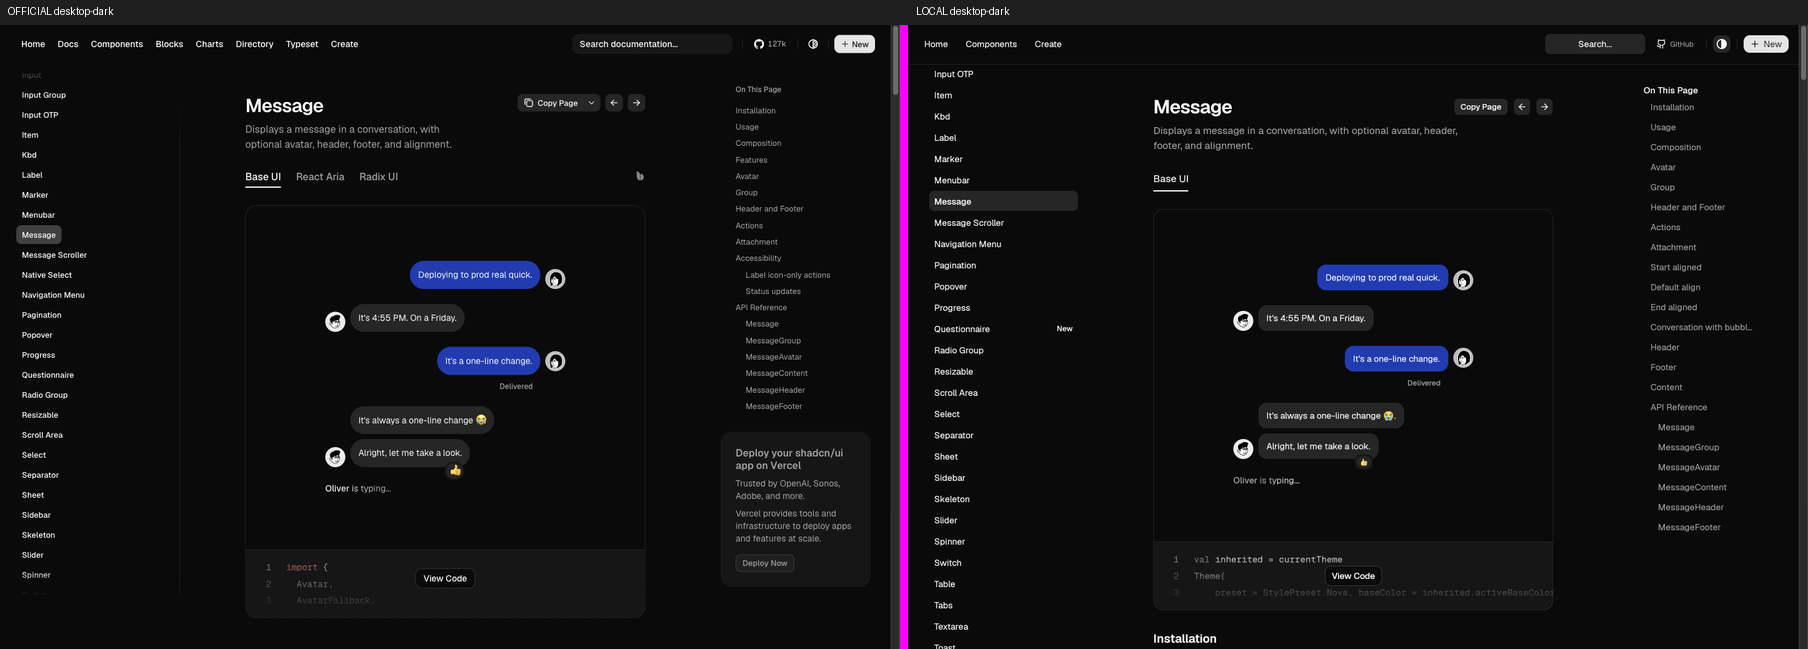 OFFICIAL desktop-dark
Home Docs Components Blocks Charts Directory Typeset Create
Search documentation...
127k
+ New
Input
Input Group
Input OTP
Item
Kbd
Label
Marker
Menubar
Message
Message Scroller
Native Select
Navigation Menu
Pagination
Popover
Progress
Questionnaire
Radio Group
Resizable
Scroll Area
Select
Separator
Sheet
Sidebar
Skeleton
Slider
Spinner
Message
Copy Page
Displays a message in a conversation, with
optional avatar, header, footer, and alignment.
Base UI React Aria Radix UI
Deploying to prod real quick.
It's 4:55 PM. On a Friday.
It's a one-line change.
Delivered
It's always a one-line change 😭
Alright, let me take a look.
👍
Oliver is typing...
1 import {
2 Avatar,
3 AvatarFallback,
View Code
On This Page
Installation
Usage
Composition
Features
Avatar
Group
Header and Footer
Actions
Attachment
Accessibility
Label icon-only actions
Status updates
API Reference
Message
MessageGroup
MessageAvatar
MessageContent
MessageHeader
MessageFooter
Deploy your shadcn/ui
app on Vercel
Trusted by OpenAI, Sonos,
Adobe, and more.
Vercel provides tools and
infrastructure to deploy apps
and features at scale.
Deploy Now
LOCAL desktop-dark
Home Components Create
Search...
GitHub
+ New
Input OTP
Item
Kbd
Label
Marker
Menubar
Message
Message Scroller
Navigation Menu
Pagination
Popover
Progress
Questionnaire New
Radio Group
Resizable
Scroll Area
Select
Separator
Sheet
Sidebar
Skeleton
Slider
Spinner
Switch
Table
Tabs
Textarea
Toast
Message
Copy Page
Displays a message in a conversation, with optional avatar, header,
footer, and alignment.
Base UI
Deploying to prod real quick.
It's 4:55 PM. On a Friday.
It's a one-line change.
Delivered
It's always a one-line change 😭.
Alright, let me take a look.
👍
Oliver is typing...
1 val inherited = currentTheme
2 Theme(
3 preset = StylePreset.Nova, baseColor = inherited.activeBaseColor
View Code
Installation
On This Page
Installation
Usage
Composition
Avatar
Group
Header and Footer
Actions
Attachment
Start aligned
Default align
End aligned
Conversation with bubbl...
Header
Footer
Content
API Reference
Message
MessageGroup
MessageAvatar
MessageContent
MessageHeader
MessageFooter